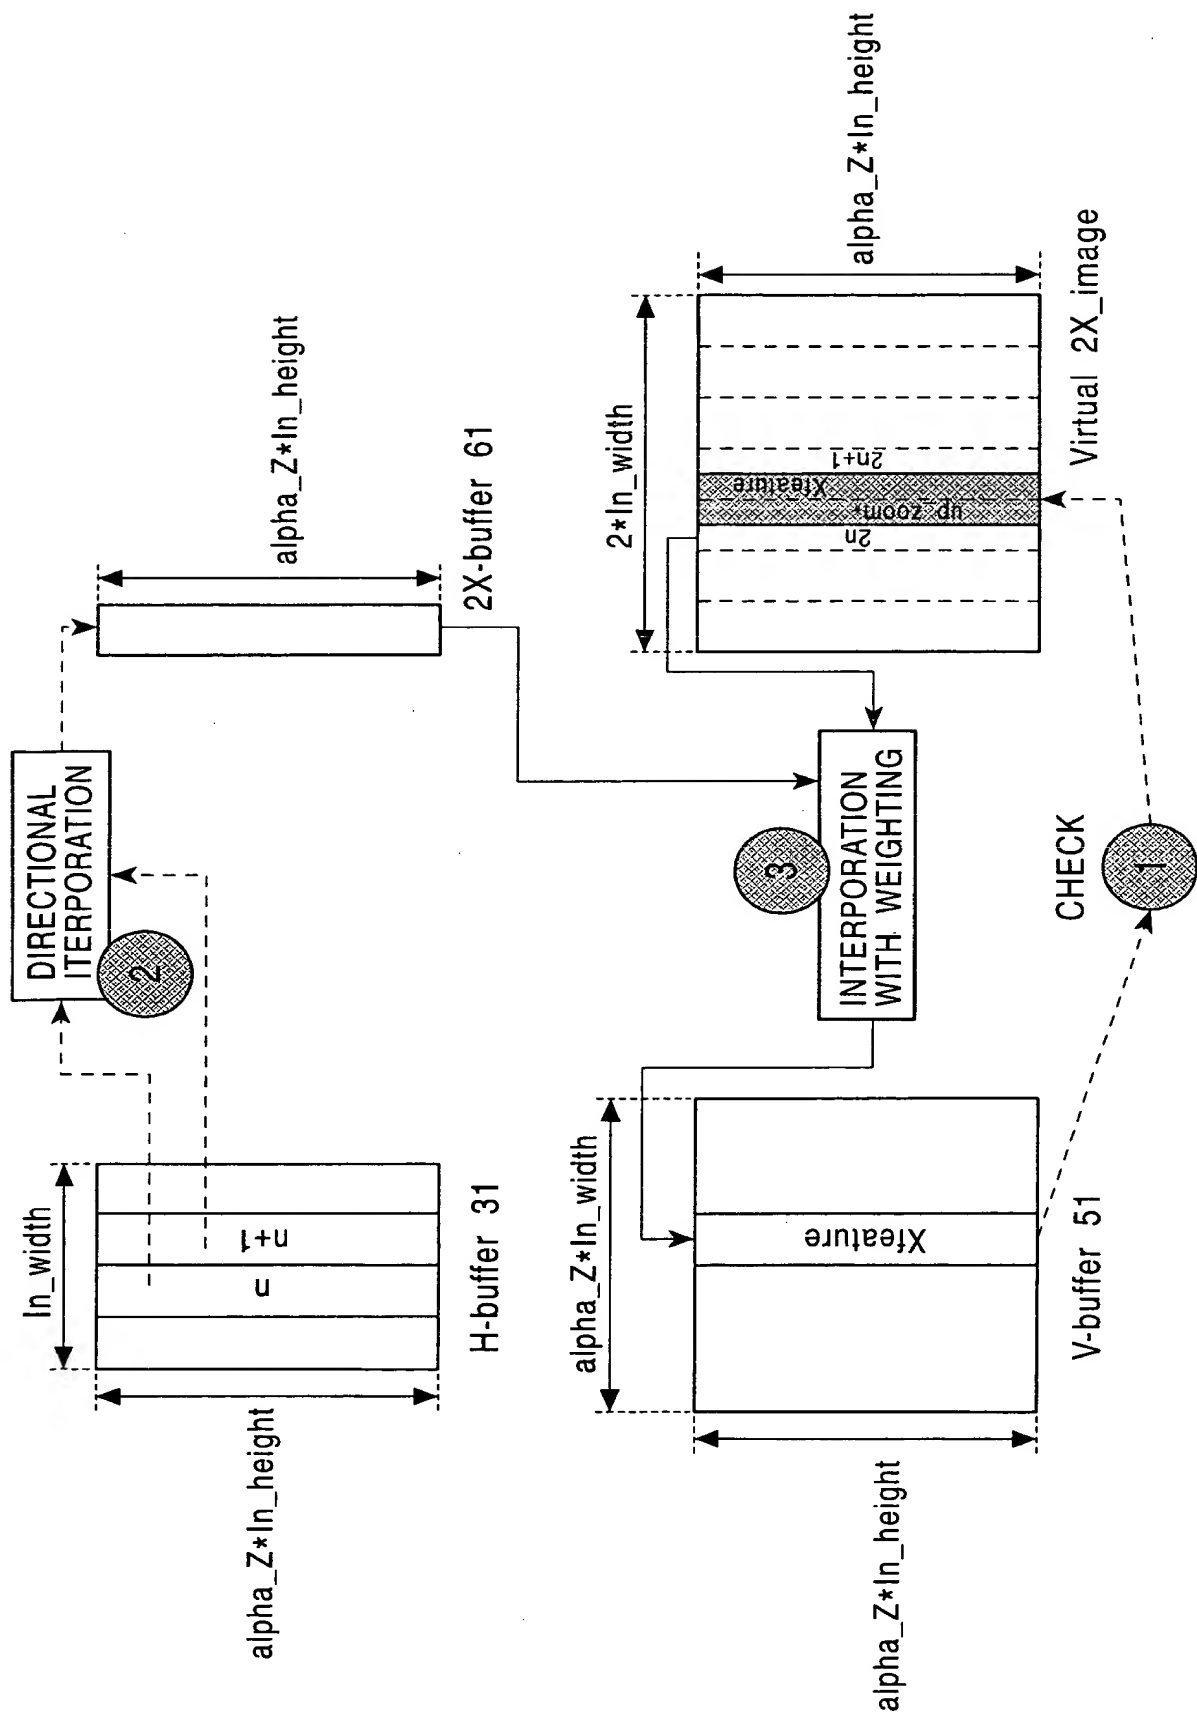 In_width
alpha_Z*In_height
n
n+1
H-buffer 31
DIRECTIONAL
ITERPORATION
2
alpha_Z*In_height
2X-buffer 61
alpha_Z*In_width
alpha_Z*In_height
Xfeature
V-buffer 51
3
INTERPORATION
WITH WEIGHTING
CHECK
1
2*In_width
alpha_Z*In_height
2n
up_zoom,
Xfeature
2n+1
Virtual 2X_image